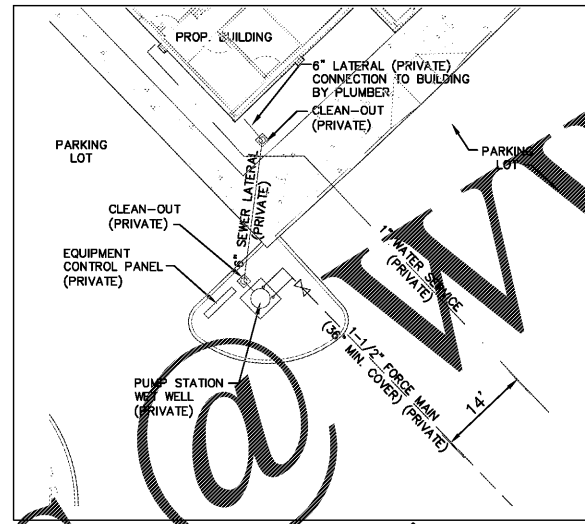 PROP. BUILDING
6" LATERAL (PRIVATE)
CONNECTION TO BUILDING
BY PLUMBER
CLEAN-OUT
(PRIVATE)
PARKING
LOT
PARKING
LOT
6" SEWER LATERAL
(PRIVATE)
CLEAN-OUT
(PRIVATE)
1" WATER SERVICE
(PRIVATE)
EQUIPMENT
CONTROL PANEL
(PRIVATE)
1-1/2" FORCE MAIN
(36" MIN. COVER) (PRIVATE)
14'
PUMP STATION
WET WELL
(PRIVATE)
@
W